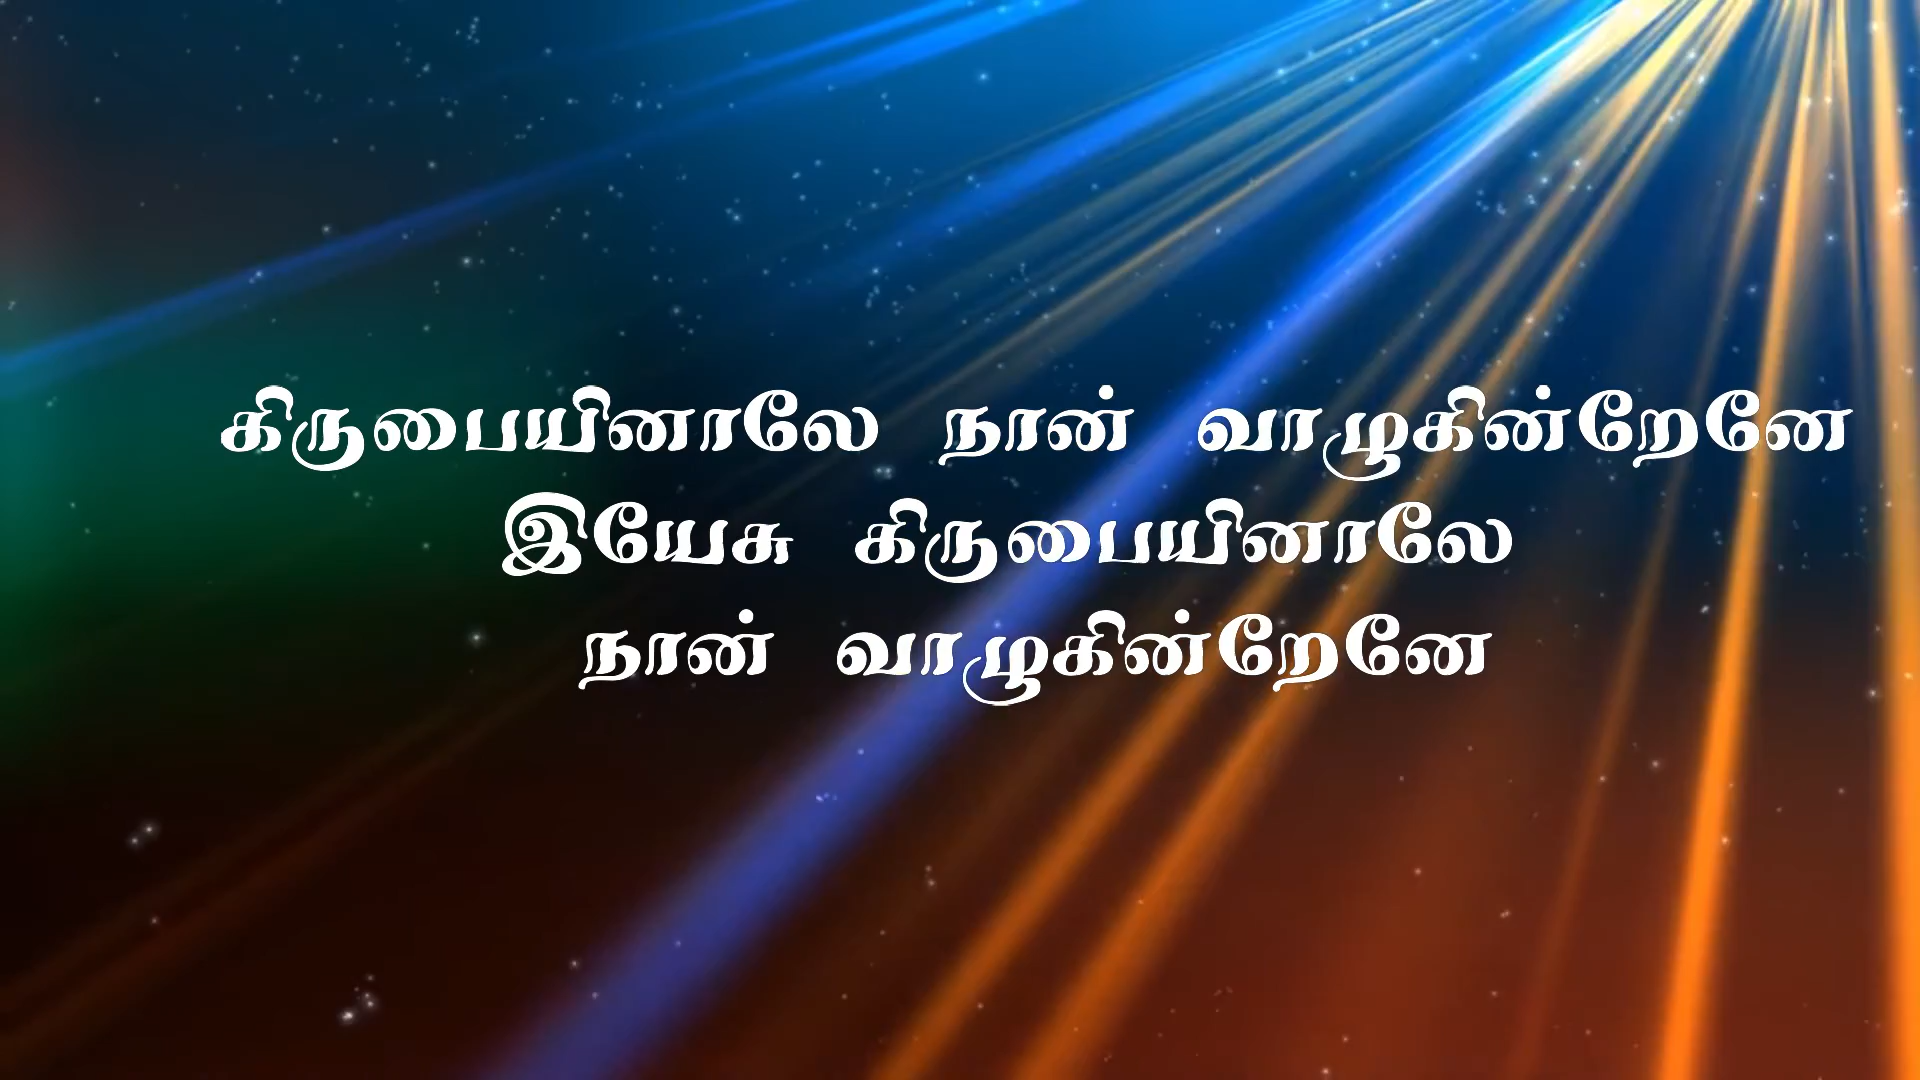 கிருபையினாலே நான் வாழுகின்றேனே
இயேசு கிருபையினாலே
நான் வாழுகின்றேனே